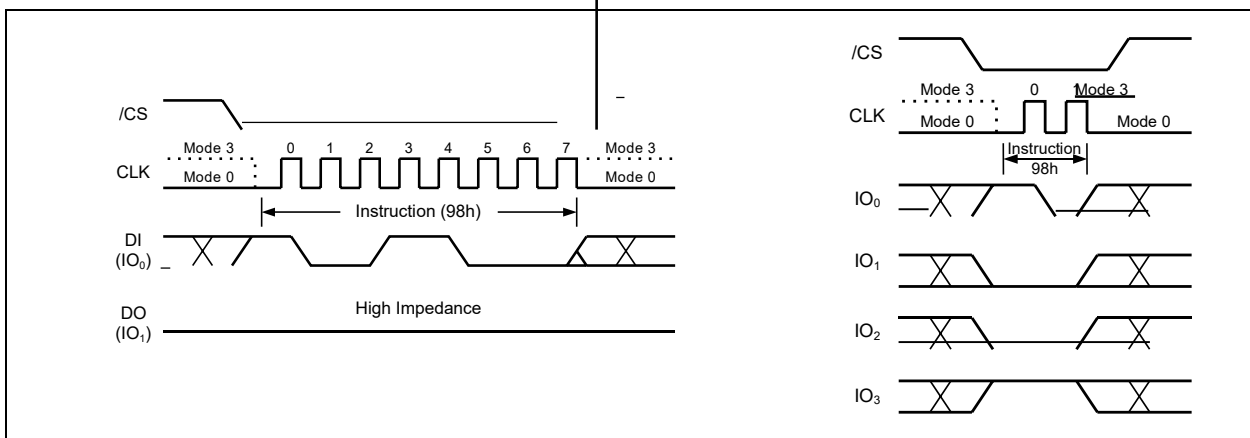 /CS
Mode 3 0 1 2 3 4 5 6 7 Mode 3
CLK
Mode 0 Mode 0
Instruction (98h)
DI
(IO0)
High Impedance
DO
(IO1)
/CS
Mode 3 0 1 Mode 3
CLK
Mode 0 Mode 0
Instruction
98h
IO0
IO1
IO2
IO3